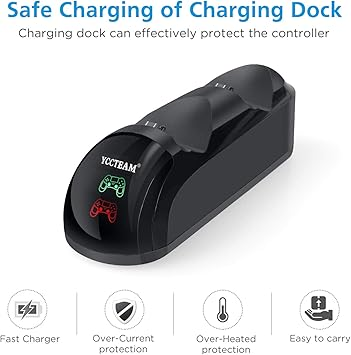 Safe Charging of Charging Dock
Charging dock can effectively protect the controller
YCCTEAM®
Fast Charger
Over-Current
protection
Over-Heated
protection
Easy to carry